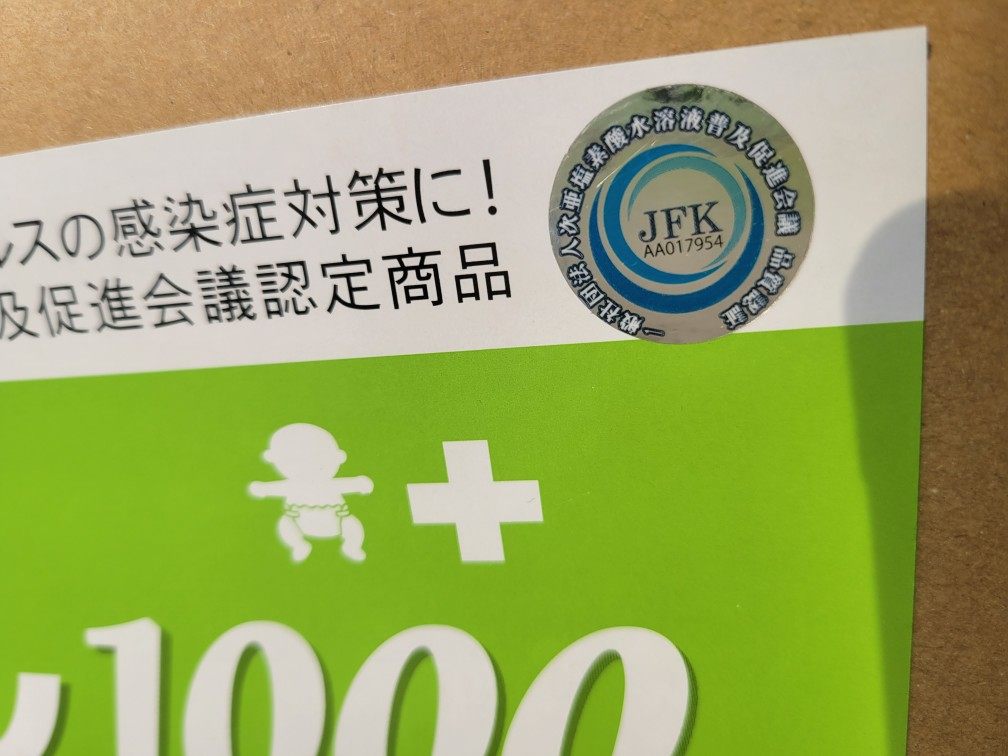 ルスの感染症対策に!
及促進会議認定商品
一般社団法人次亜塩素酸水溶液普及促進会議 品質認証
JFK
AA017954
1000